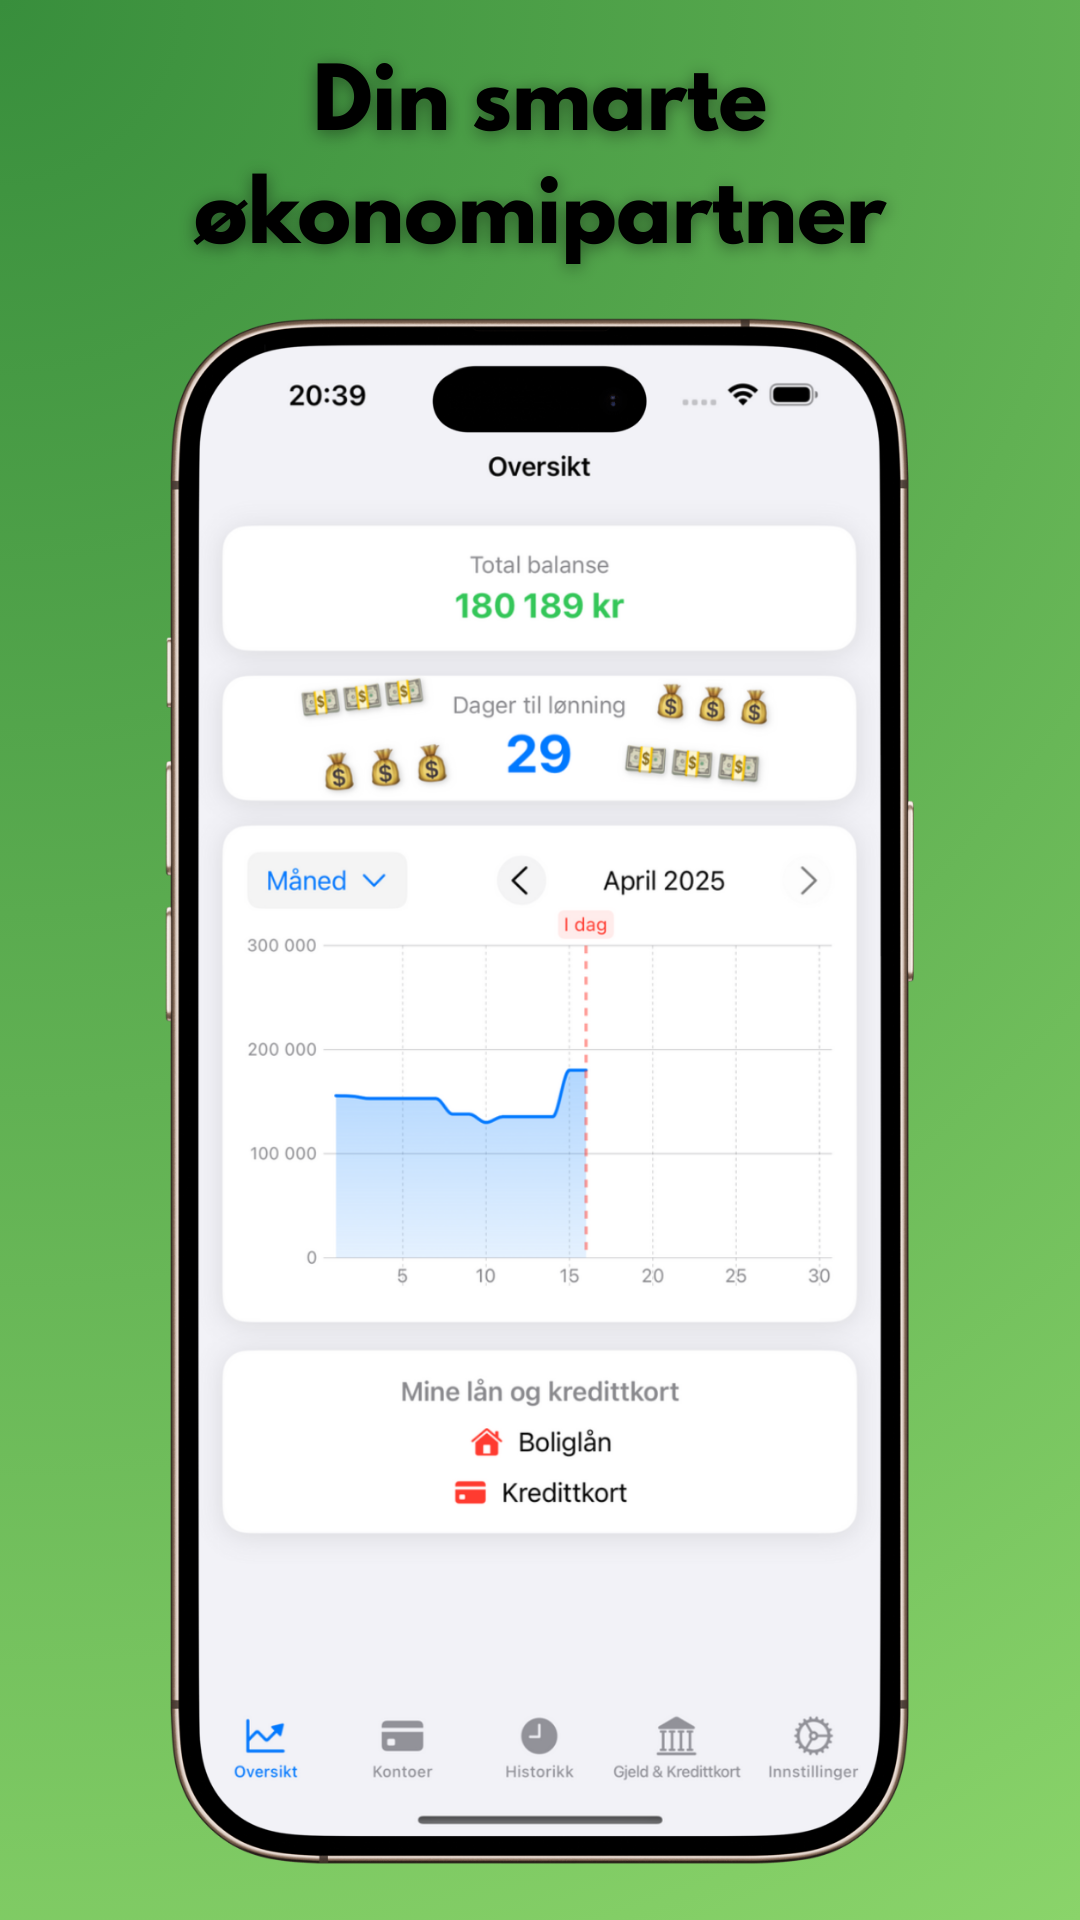 Din smarte
økonomipartner
20:39
Oversikt
Total balanse
180 189 kr
Dager til lønning
29
Måned
April 2025
I dag
300 000
200 000
100 000
0
5 10 15 20 25 30
Mine lån og kredittkort
Boliglån
Kredittkort
Oversikt Kontoer Historikk Gjeld & Kredittkort Innstillinger